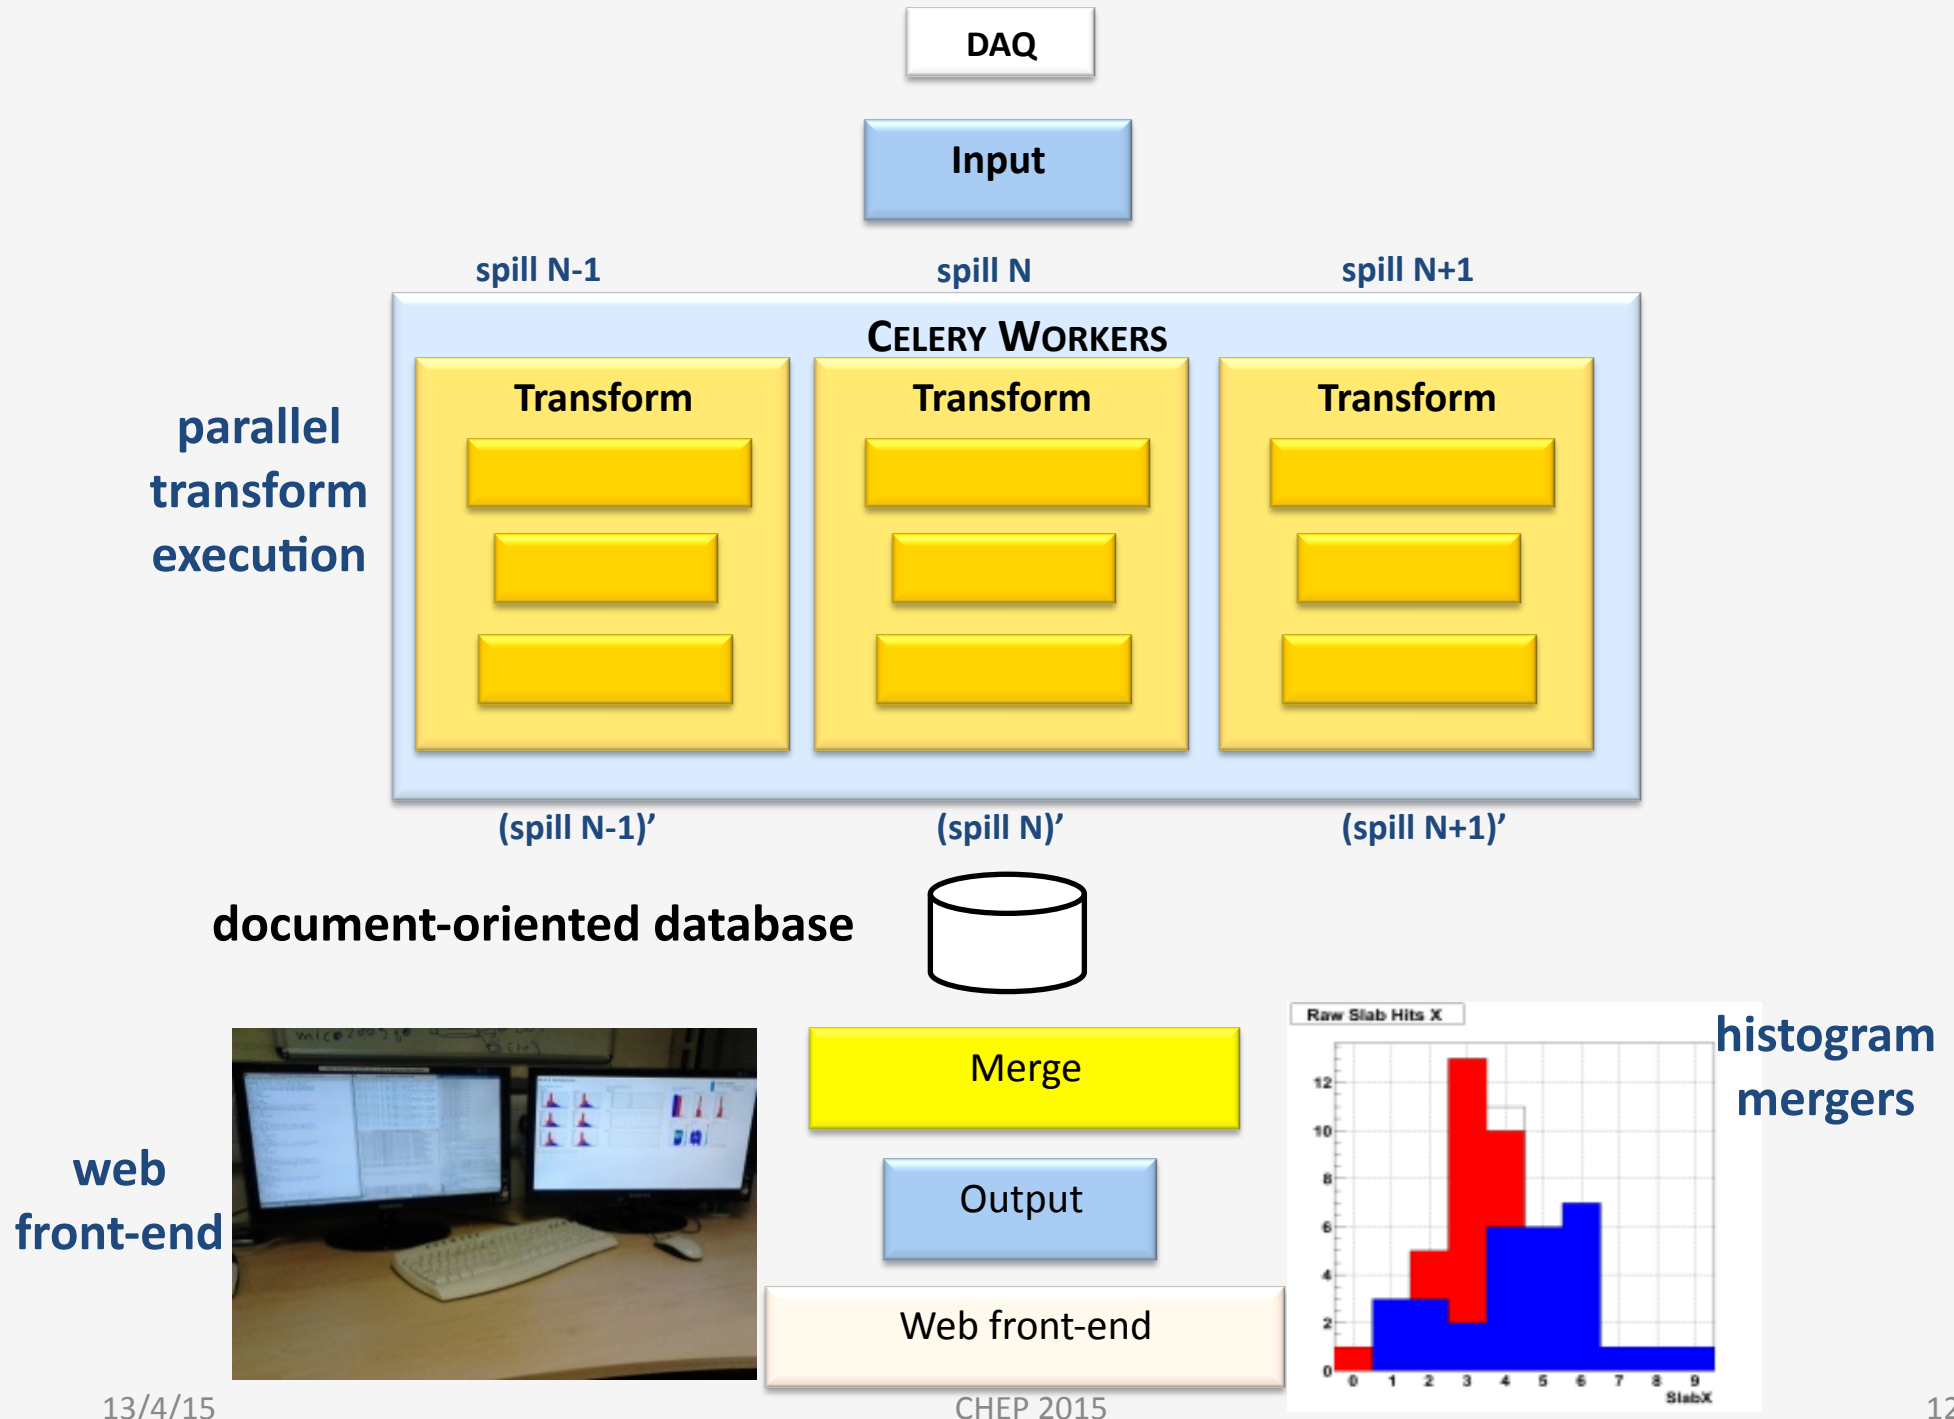 DAQ
Input
spill N-1
spill N
spill N+1
CELERY WORKERS
Transform
Transform
Transform
parallel
transform
execution
(spill N-1)’
(spill N)’
(spill N+1)’
document-oriented database
Merge
Output
Web front-end
web
front-end
Raw Slab Hits X
histogram
mergers
12
10
8
6
4
2
0
0 1 2 3 4 5 6 7 8 9
SlabX
13/4/15
CHEP 2015
12